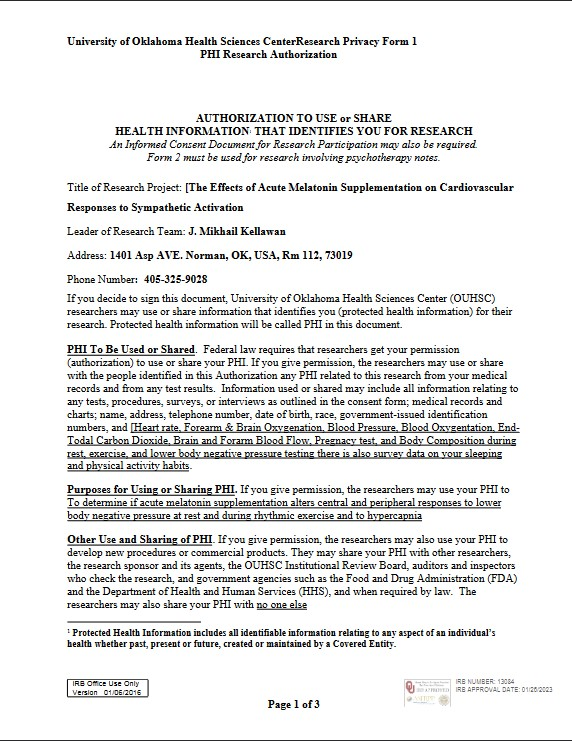 University of Oklahoma Health Sciences CenterResearch Privacy Form 1
PHI Research Authorization
AUTHORIZATION TO USE or SHARE
HEALTH INFORMATION¹ THAT IDENTIFIES YOU FOR RESEARCH
An Informed Consent Document for Research Participation may also be required.
Form 2 must be used for research involving psychotherapy notes.
Title of Research Project: [The Effects of Acute Melatonin Supplementation on Cardiovascular
Responses to Sympathetic Activation
Leader of Research Team: J. Mikhail Kellawan
Address: 1401 Asp AVE. Norman, OK, USA, Rm 112, 73019
Phone Number: 405-325-9028
If you decide to sign this document, University of Oklahoma Health Sciences Center (OUHSC)
researchers may use or share information that identifies you (protected health information) for their
research. Protected health information will be called PHI in this document.
PHI To Be Used or Shared. Federal law requires that researchers get your permission
(authorization) to use or share your PHI. If you give permission, the researchers may use or share
with the people identified in this Authorization any PHI related to this research from your medical
records and from any test results. Information used or shared may include all information relating to
any tests, procedures, surveys, or interviews as outlined in the consent form; medical records and
charts; name, address, telephone number, date of birth, race, government-issued identification
numbers, and [Heart rate, Forearm & Brain Oxygenation, Blood Pressure, Blood Oxygentation, End-
Todal Carbon Dioxide, Brain and Forarm Blood Flow, Pregnacy test, and Body Composition during
rest, exercise, and lower body negative pressure testing there is also survey data on your sleeping
and physical activity habits.
Purposes for Using or Sharing PHI. If you give permission, the researchers may use your PHI to
To determine if acute melatonin supplementation alters central and peripheral responses to lower
body negative pressure at rest and during rhythmic exercise and to hypercapnia
Other Use and Sharing of PHI. If you give permission, the researchers may also use your PHI to
develop new procedures or commercial products. They may share your PHI with other researchers,
the research sponsor and its agents, the OUHSC Institutional Review Board, auditors and inspectors
who check the research, and government agencies such as the Food and Drug Administration (FDA)
and the Department of Health and Human Services (HHS), and when required by law. The
researchers may also share your PHI with no one else
¹ Protected Health Information includes all identifiable information relating to any aspect of an individual's
health whether past, present or future, created or maintained by a Covered Entity.
IRB Office Use Only
Version 01/06/2016
Page 1 of 3
IRB NUMBER: 13084
IRB APPROVAL DATE: 01/25/2023